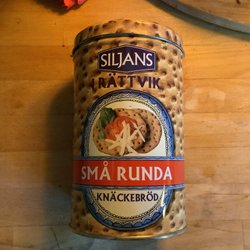 SILJANS
I RÄTTVIK
SMÅ RUNDA
KNÄCKEBRÖD